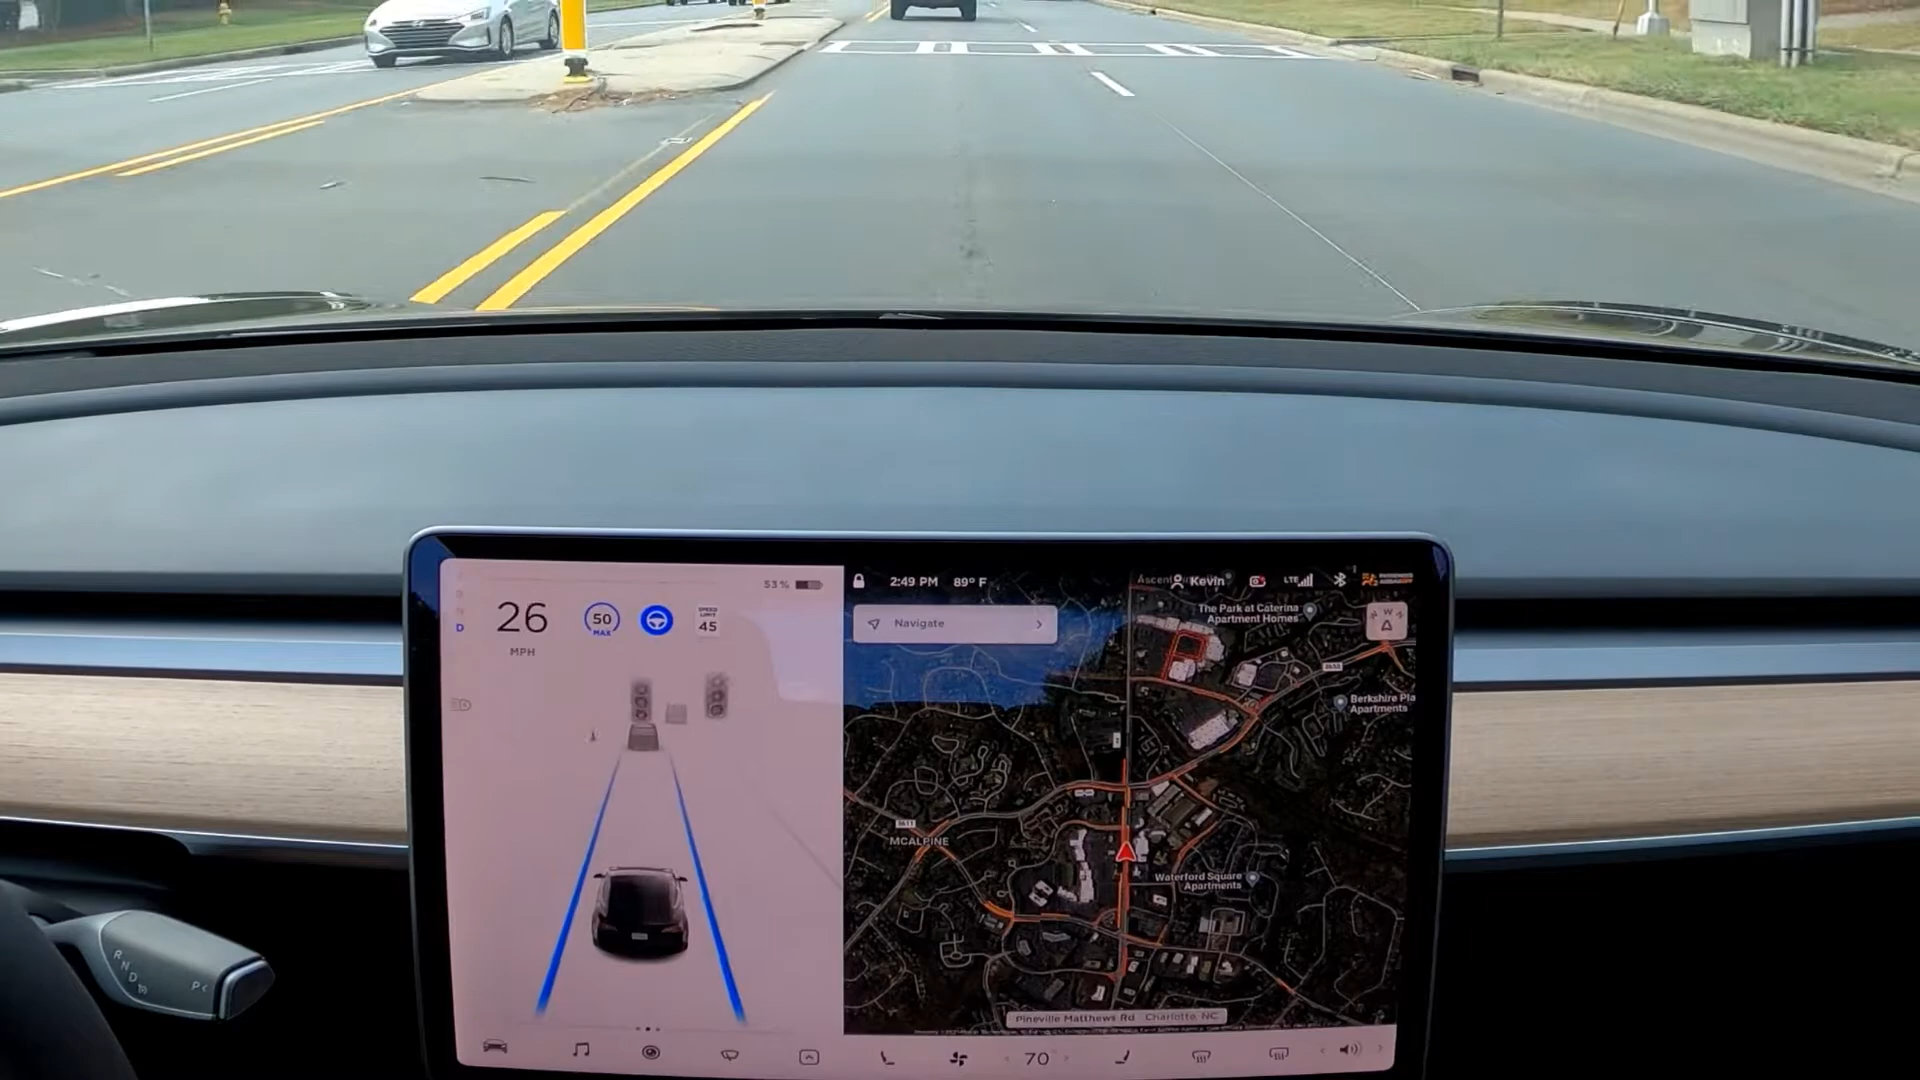 53%
26
MPH
50
MAX
SPEED
LIMIT
45
D
2:49 PM 89° F
Kevin
LTE
Navigate
Ascent
The Park at Caterina
Apartment Homes
Berkshire Pla
Apartments
MCALPINE
Waterford Square
Apartments
Pineville Matthews Rd Charlotte, NC
70
R
N
D
P